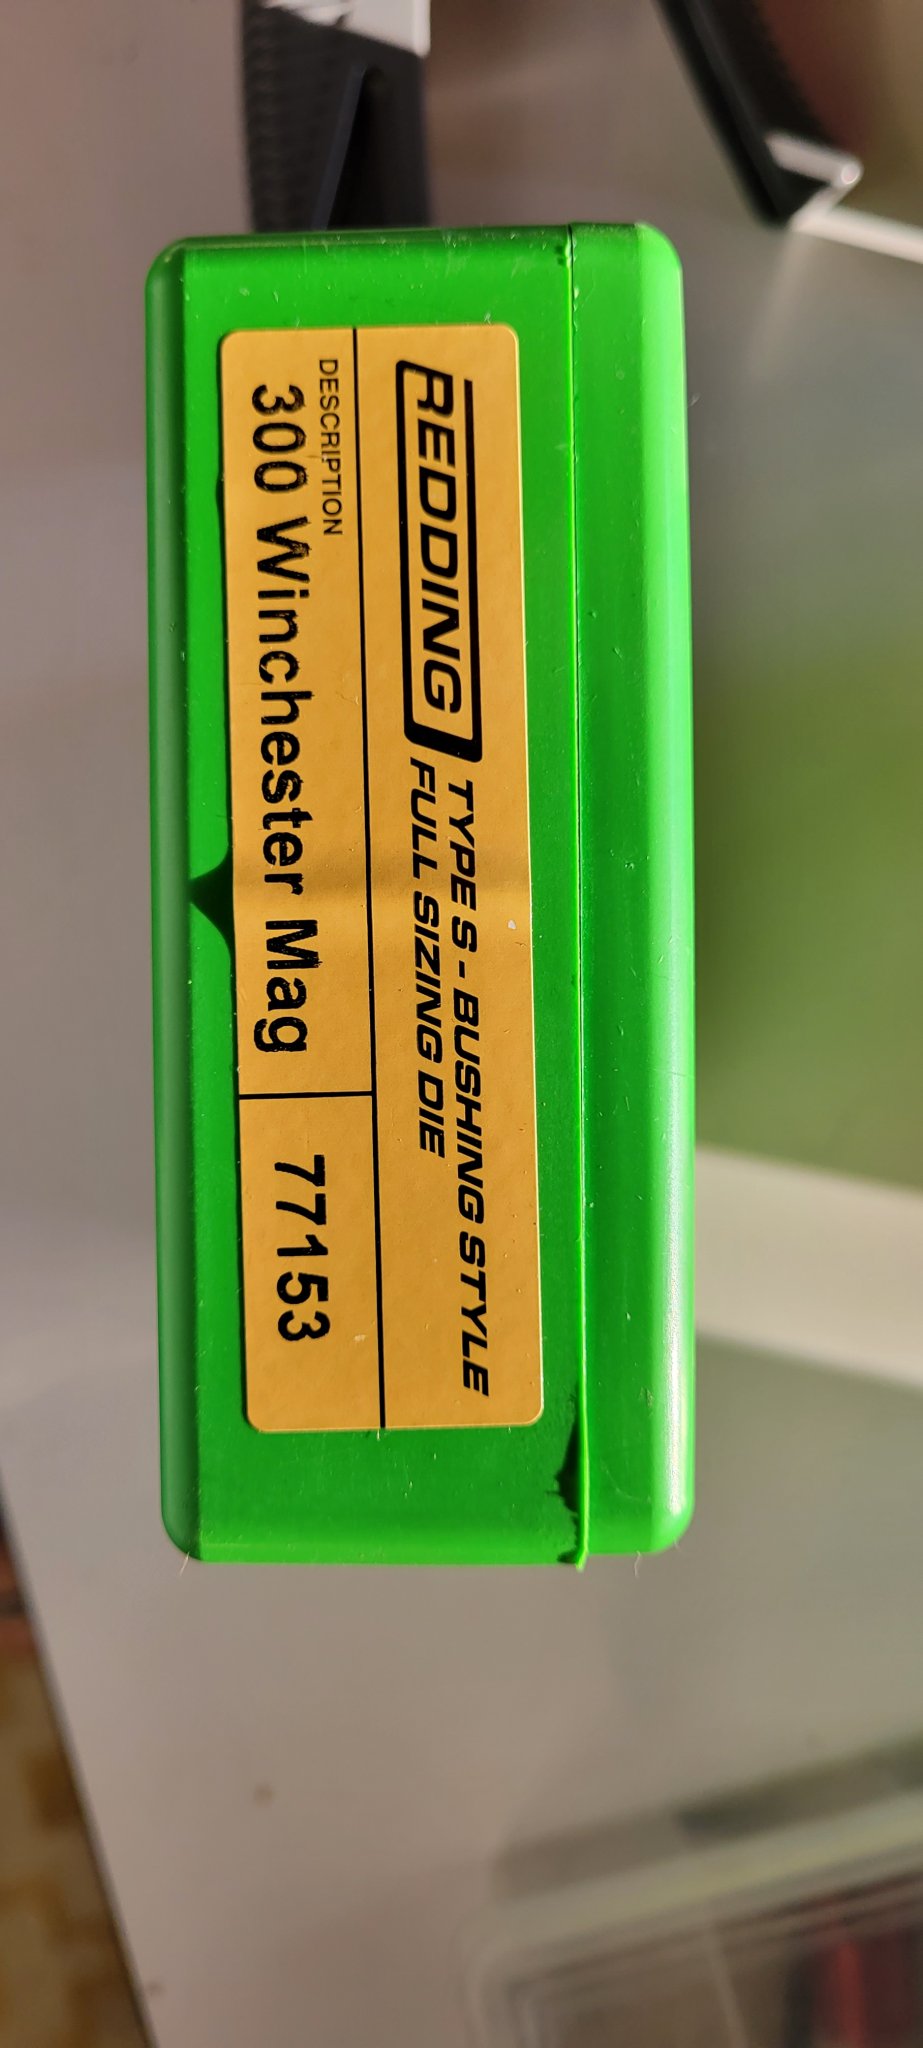 REDDING
TYPE S - BUSHING STYLE
FULL SIZING DIE
DESCRIPTION
300 Winchester Mag
77153